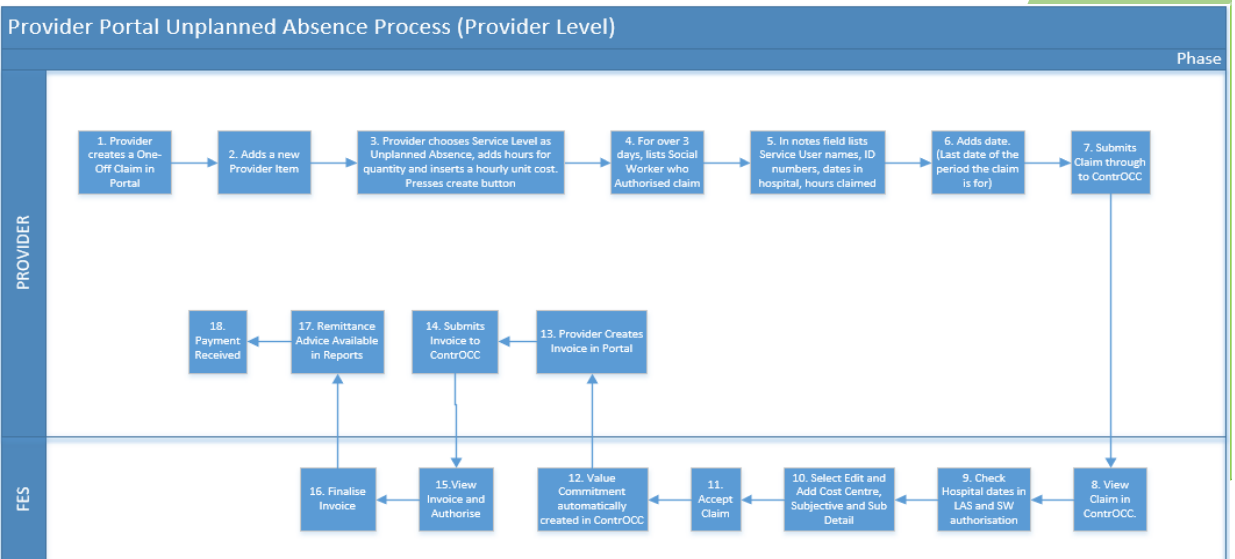 Provider Portal Unplanned Absence Process (Provider Level)
Phase
PROVIDER
1. Provider
creates a One-
Off Claim in
Portal
2. Adds a new
Provider Item
3. Provider chooses Service Level as
Unplanned Absence, adds hours for
quantity and inserts a hourly unit cost.
Presses create button
4. For over 3
days, lists Social
Worker who
Authorised claim
5. In notes field lists
Service User names, ID
numbers, dates in
hospital, hours claimed
6. Adds date.
(Last date of the
period the claim
is for)
7. Submits
Claim through
to ContrOCC
18.
Payment
Received
17. Remittance
Advice Available
in Reports
14. Submits
Invoice to
ContrOCC
13. Provider Creates
Invoice in Portal
FES
16. Finalise
Invoice
15.View
Invoice and
Authorise
12. Value
Commitment
automatically
created in ContrOCC
11.
Accept
Claim
10. Select Edit and
Add Cost Centre,
Subjective and Sub
Detail
9. Check
Hospital dates in
LAS and SW
authorisation
8. View
Claim in
ContrOCC.